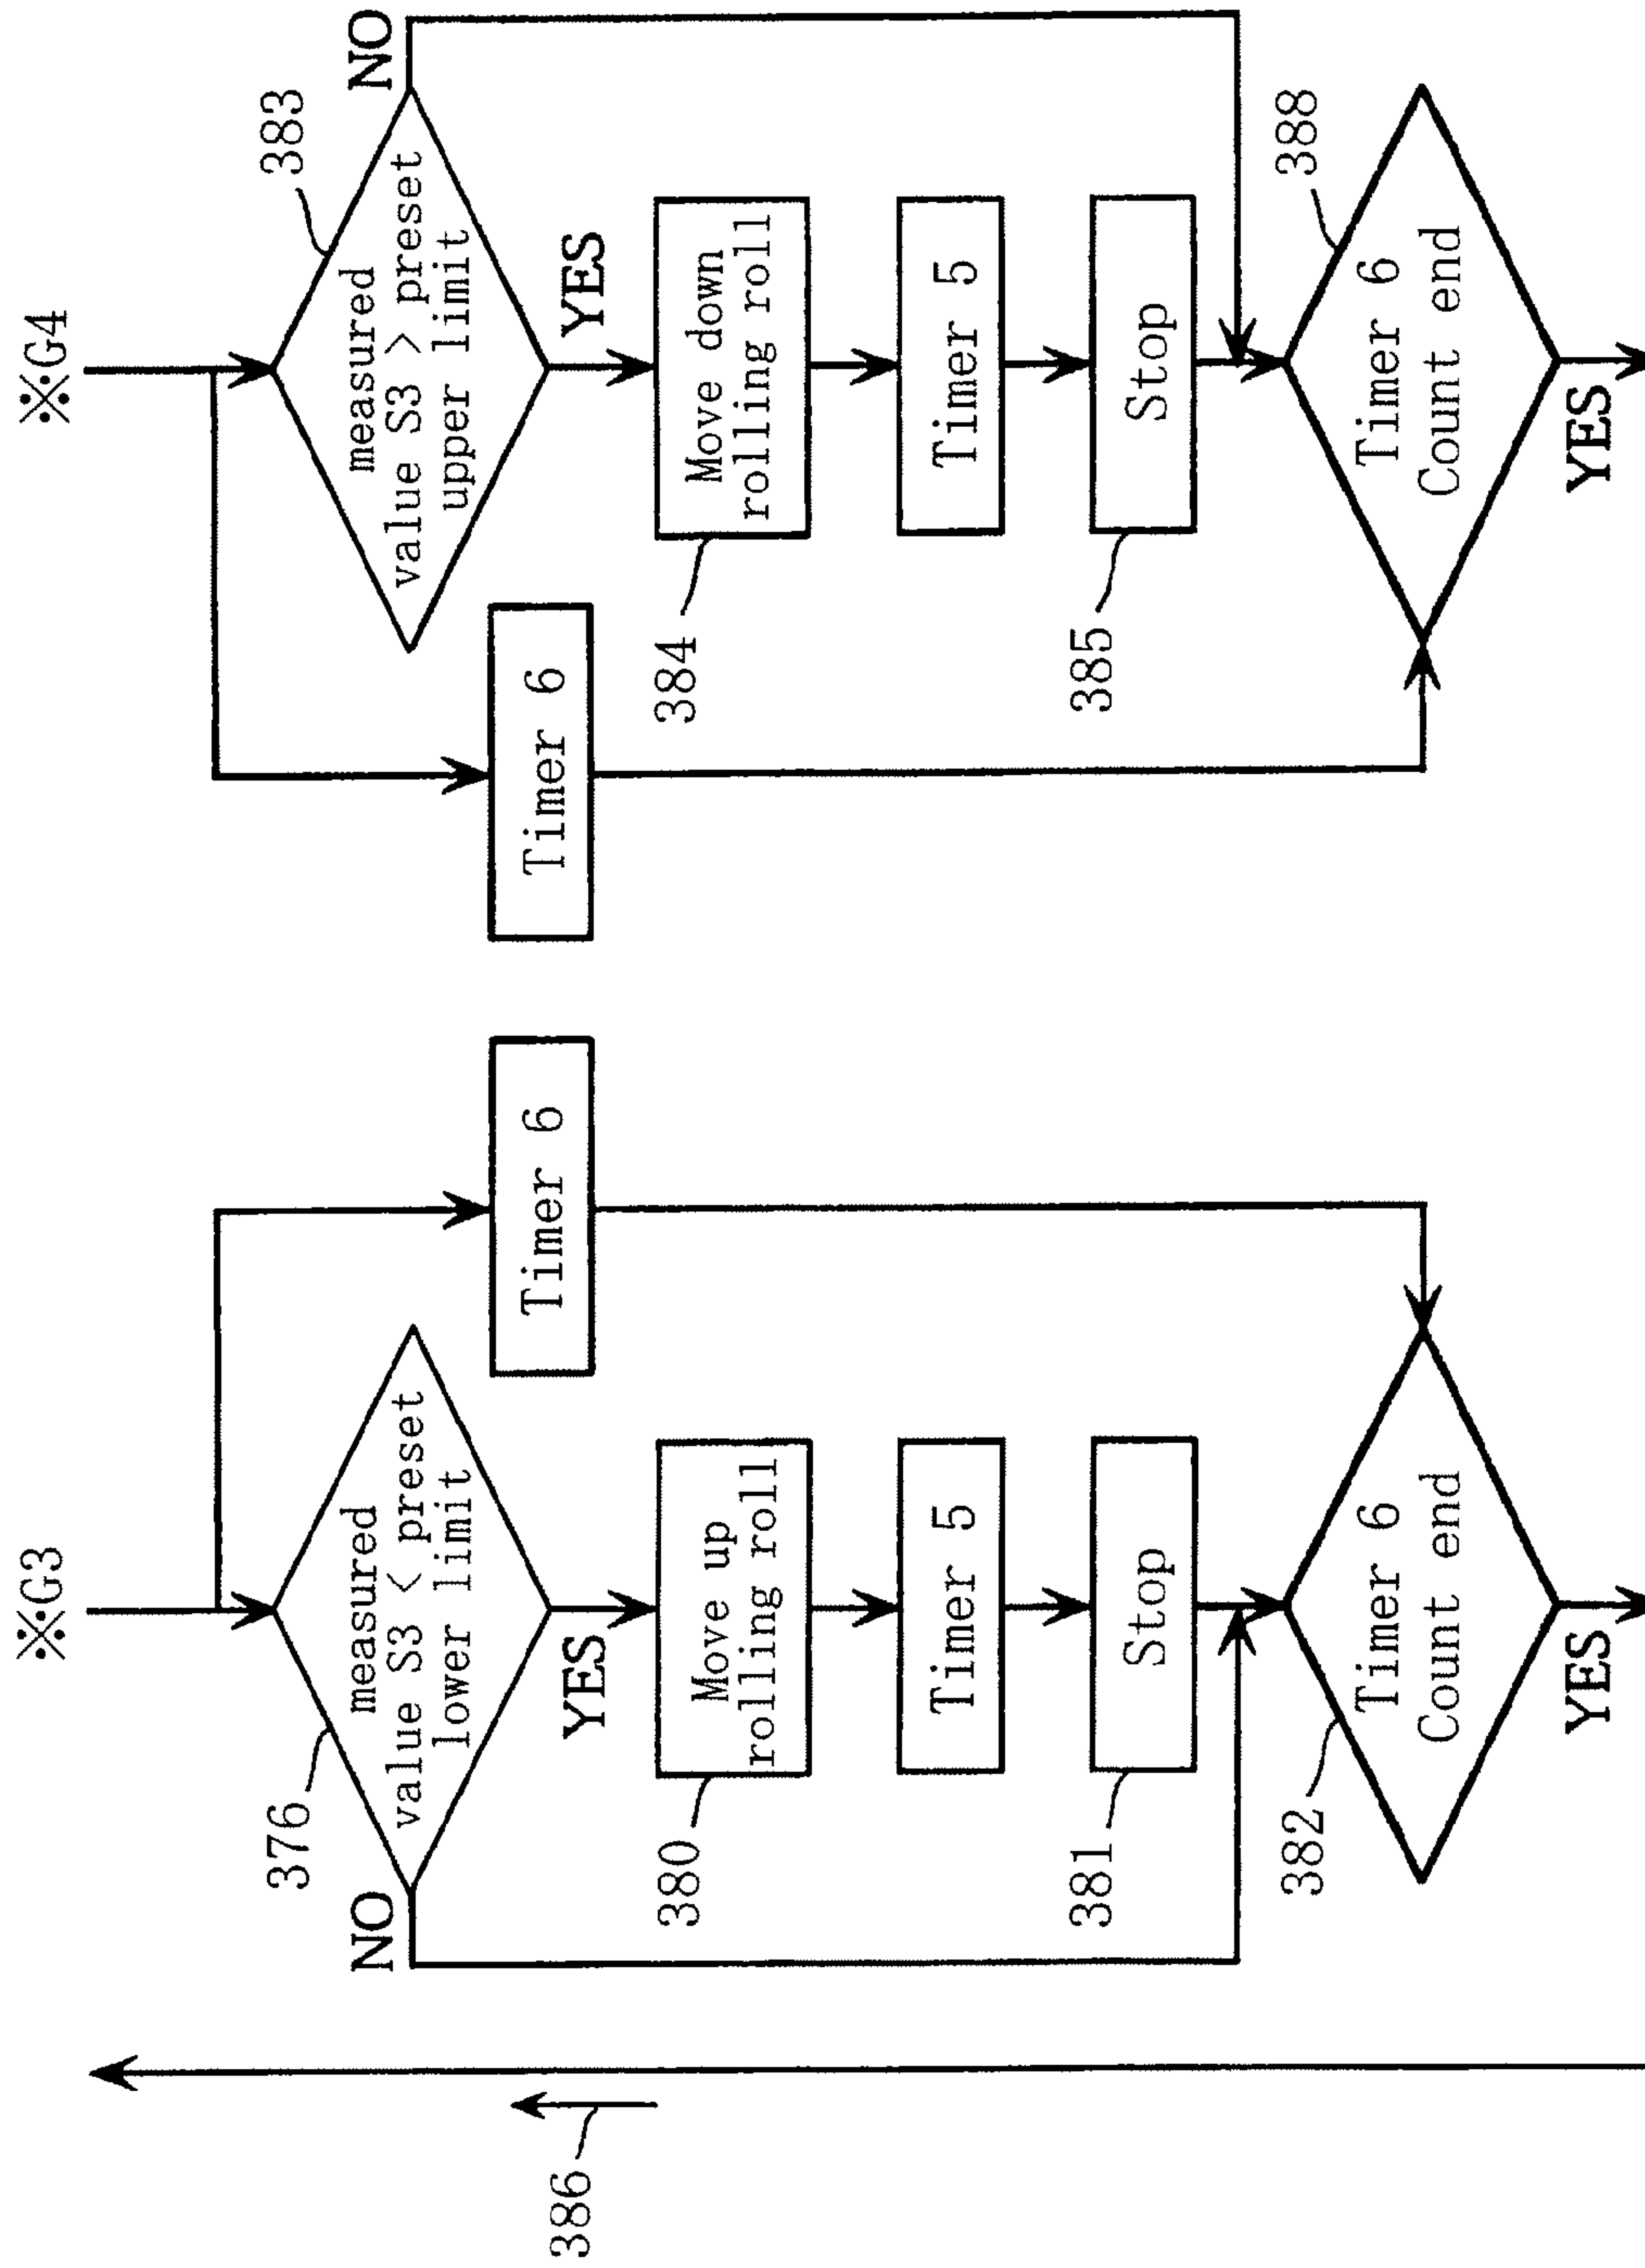 ※G3
376
measured
value S3 < preset
lower limit
NO
YES
Timer 6
380
Move up
rolling roll
Timer 5
381
Stop
382
Timer 6
Count end
YES
386
※G4
383
measured
value S3 > preset
upper limit
NO
YES
Timer 6
384
Move down
rolling roll
Timer 5
385
Stop
388
Timer 6
Count end
YES